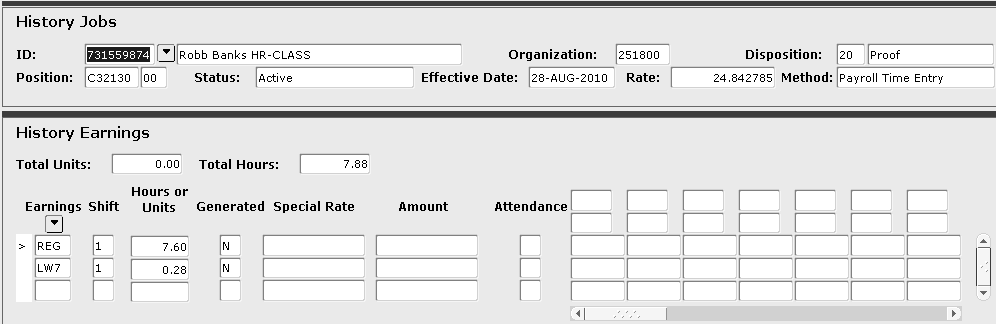 History Jobs
ID: 731559874 Robb Banks HR-CLASS Organization: 251800 Disposition: 20 Proof
Position: C32130 00 Status: Active Effective Date: 28-AUG-2010 Rate: 24.842785 Method: Payroll Time Entry
History Earnings
Total Units: 0.00 Total Hours: 7.88
Hours or
Earnings Shift Units Generated Special Rate Amount Attendance
> REG 1 7.60 N
LW7 1 0.28 N